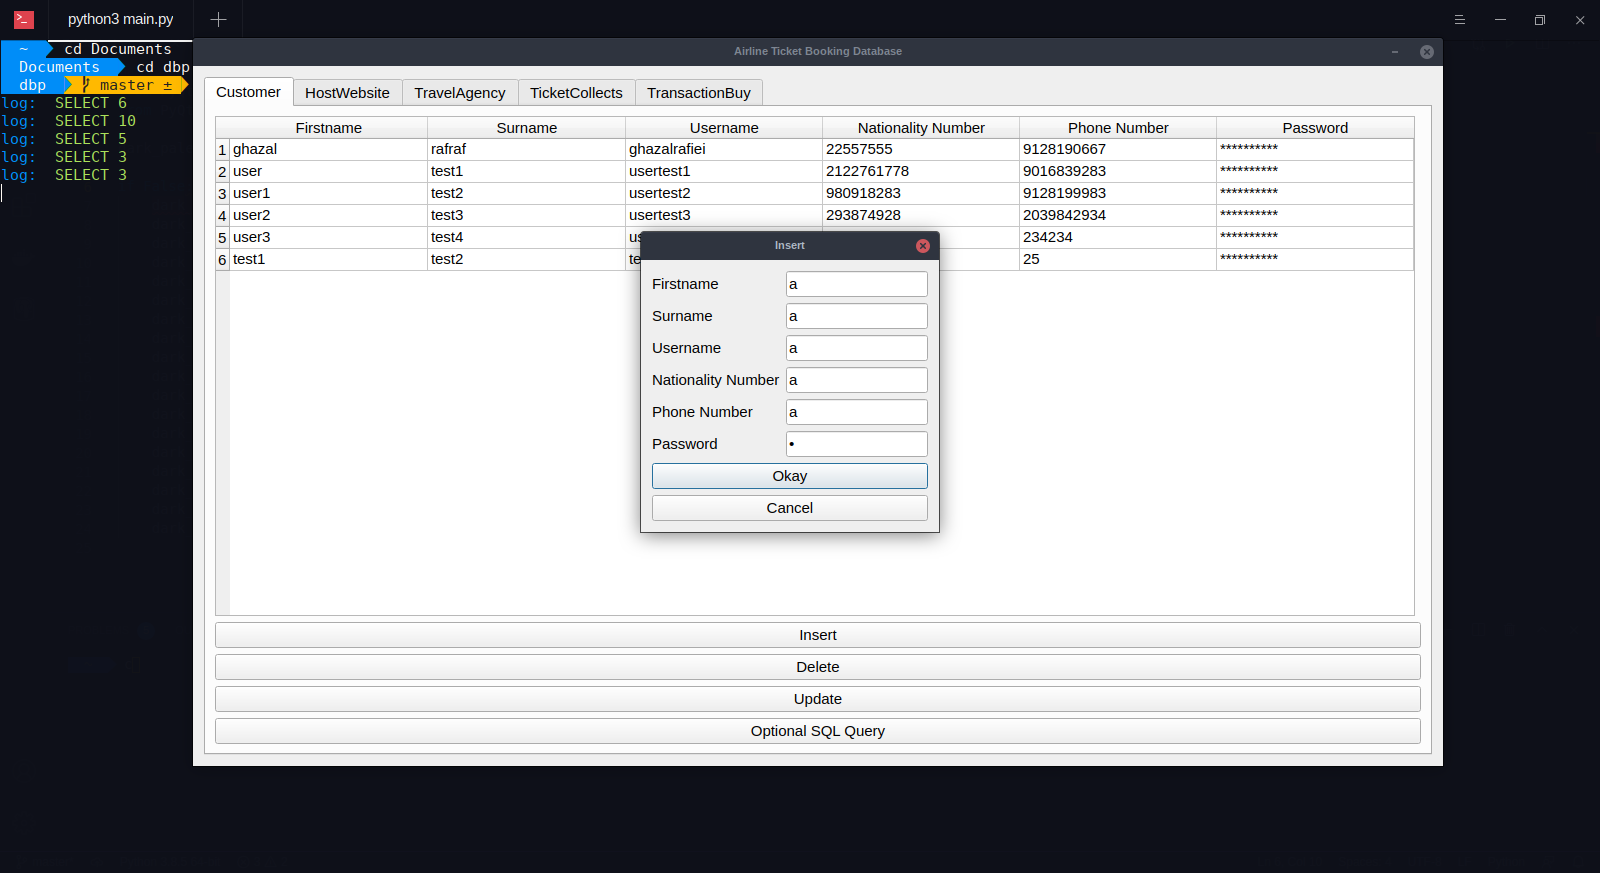 python3 main.py
~ cd Documents
Documents cd dbp
dbp master ±
log: SELECT 6
log: SELECT 10
log: SELECT 5
log: SELECT 3
log: SELECT 3
Airline Ticket Booking Database
Customer HostWebsite TravelAgency TicketCollects TransactionBuy
Firstname Surname Username Nationality Number Phone Number Password
1 ghazal rafraf ghazalrafiei 22557555 9128190667 **********
2 user test1 usertest1 2122761778 9016839283 **********
3 user1 test2 usertest2 980918283 9128199983 **********
4 user2 test3 usertest3 293874928 2039842934 **********
5 user3 test4 234234 **********
6 test1 test2 25 **********
Insert
Firstname a
Surname a
Username a
Nationality Number a
Phone Number a
Password •
Okay
Cancel
Insert
Delete
Update
Optional SQL Query